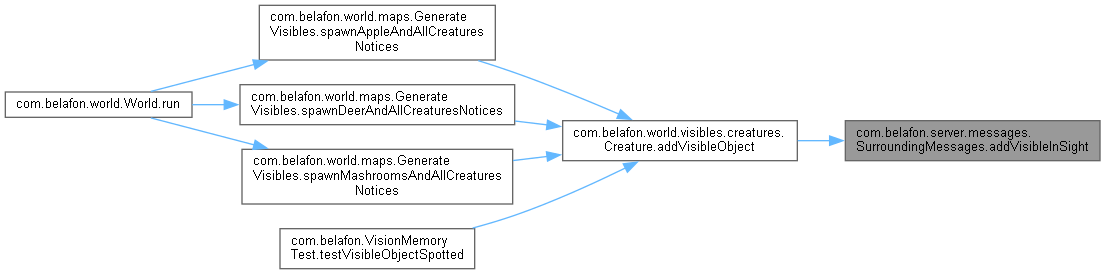 com.belafon.world.maps.Generate
Visibles.spawnAppleAndAllCreatures
Notices
com.belafon.world.World.run
com.belafon.world.maps.Generate
Visibles.spawnDeerAndAllCreaturesNotices
com.belafon.world.maps.Generate
Visibles.spawnMashroomsAndAllCreatures
Notices
com.belafon.VisionMemory
Test.testVisibleObjectSpotted
com.belafon.world.visibles.creatures.
Creature.addVisibleObject
com.belafon.server.messages.
SurroundingMessages.addVisibleInSight